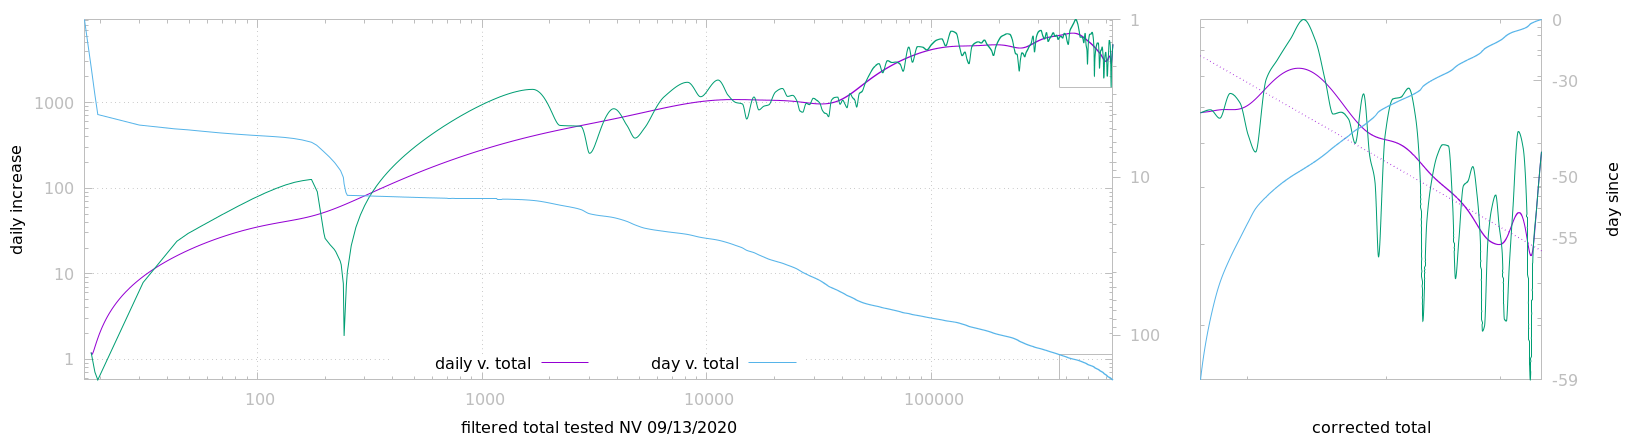 daily increase
1000
100
10
1
daily v. total
day v. total
100
1000
10000
100000
filtered total tested NV 09/13/2020
1
10
100
0
-30
-50
-55
-59
day since
corrected total